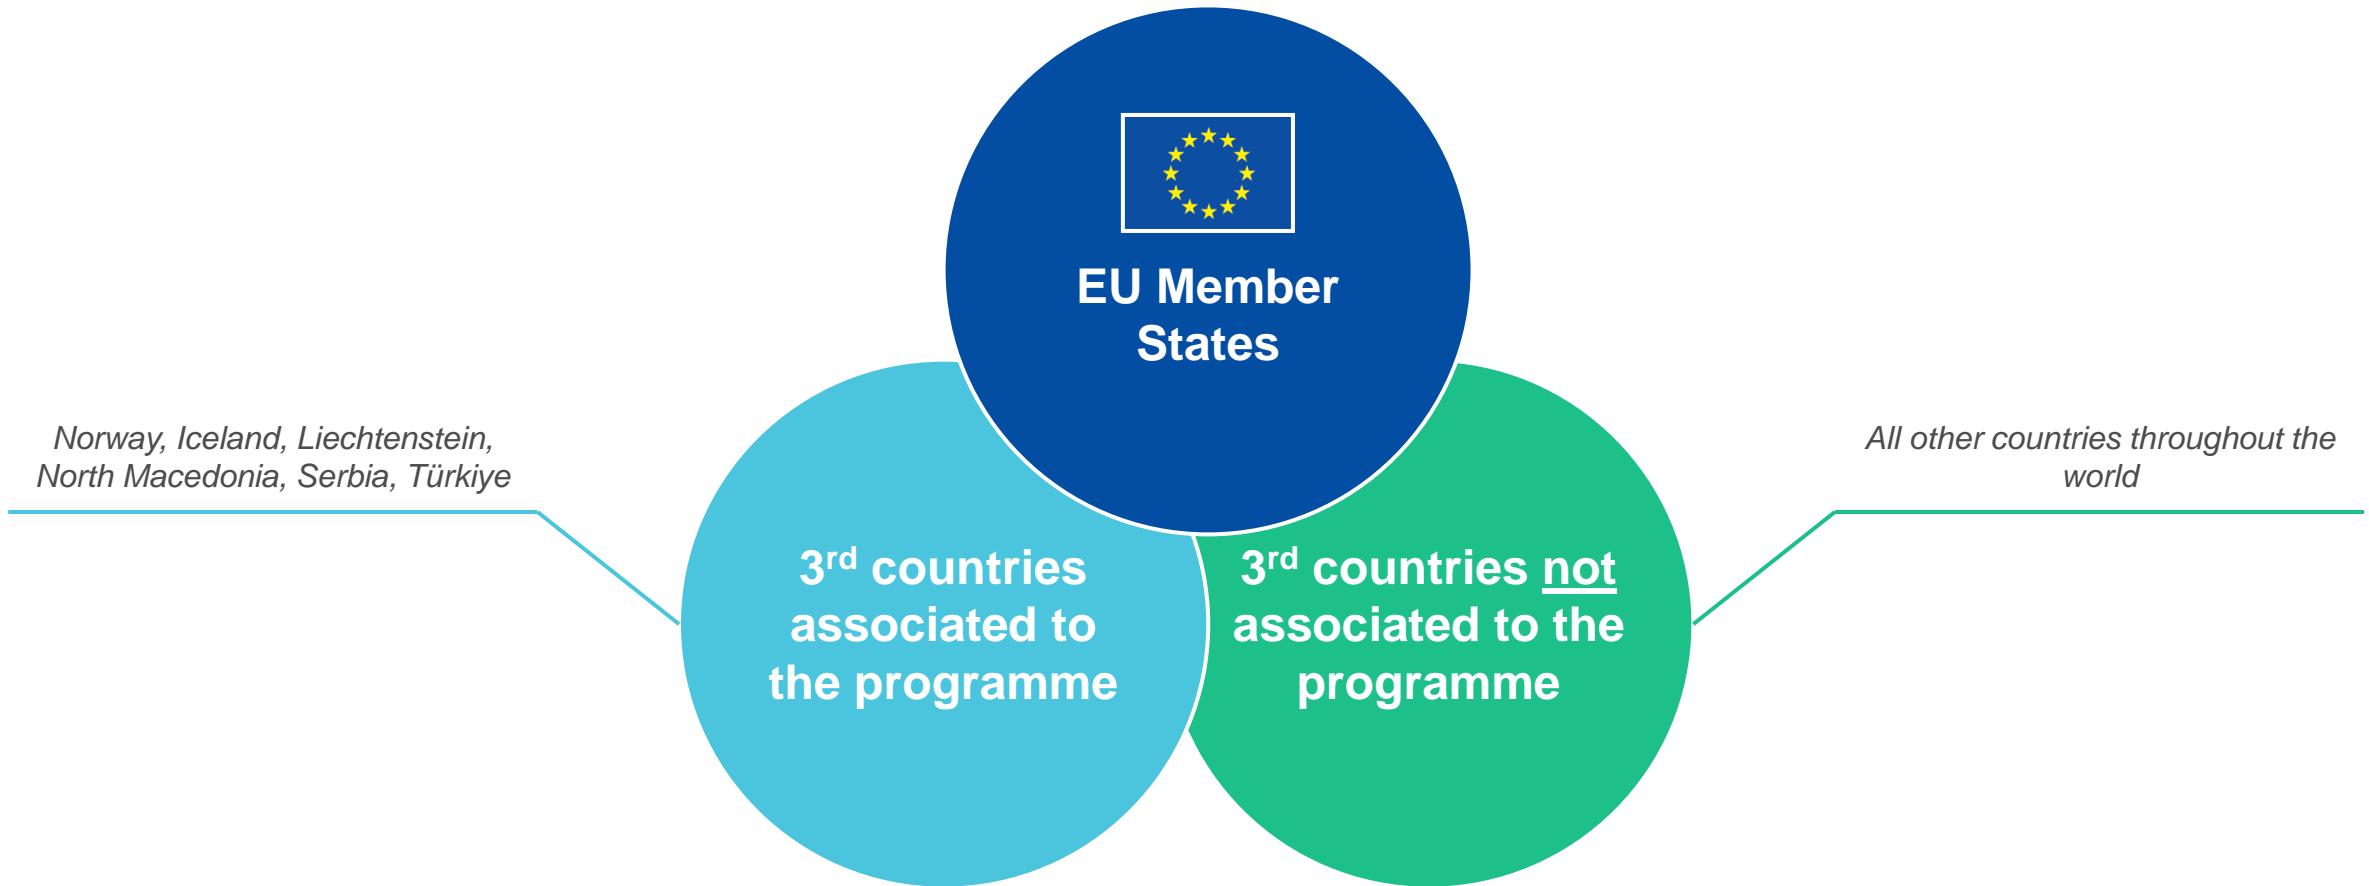 EU Member
States
Norway, Iceland, Liechtenstein,
North Macedonia, Serbia, Türkiye
All other countries throughout the
world
3rd countries
associated to
the programme
3rd countries not
associated to the
programme